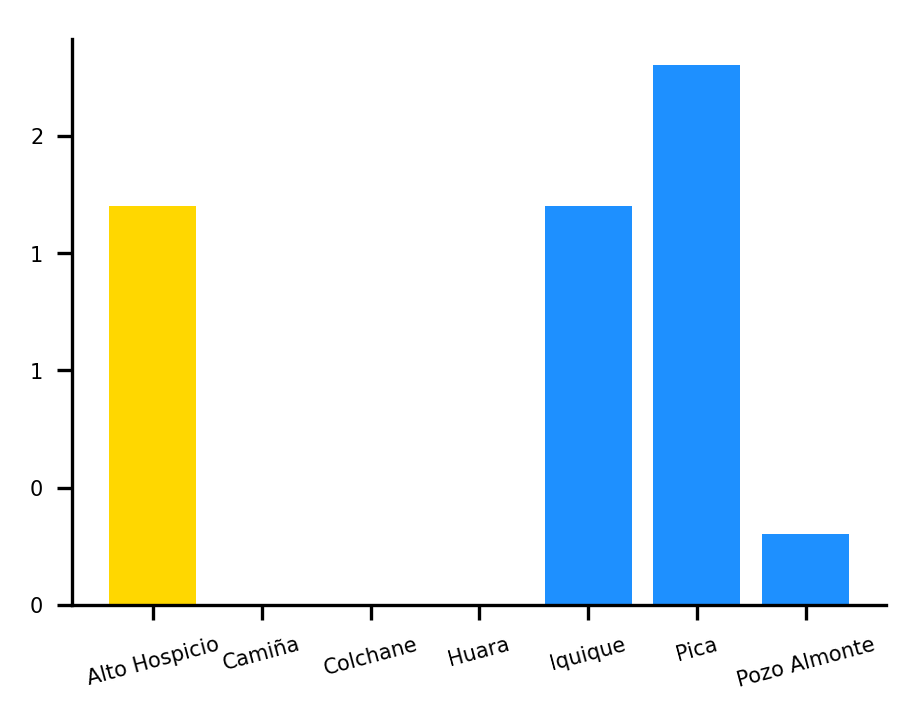 2
1
1
0
0
Alto Hospicio
Camiña
Colchane
Huara
Iquique
Pica
Pozo Almonte